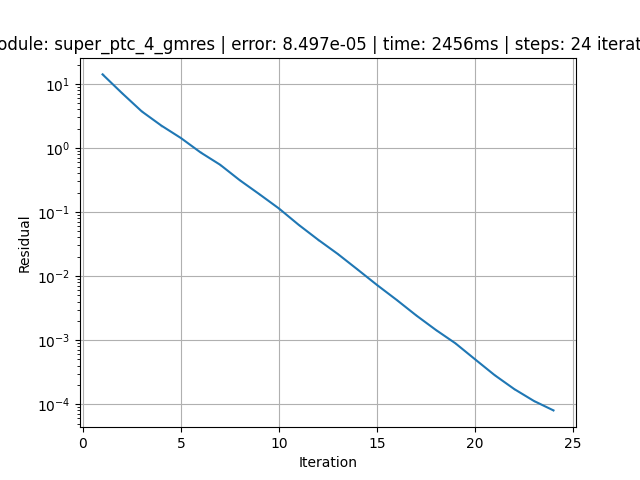 odule: super_ptc_4_gmres | error: 8.497e-05 | time: 2456ms | steps: 24 iterat
10¹
10⁰
10⁻¹
10⁻²
10⁻³
10⁻⁴
Residual
0 5 10 15 20 25
Iteration